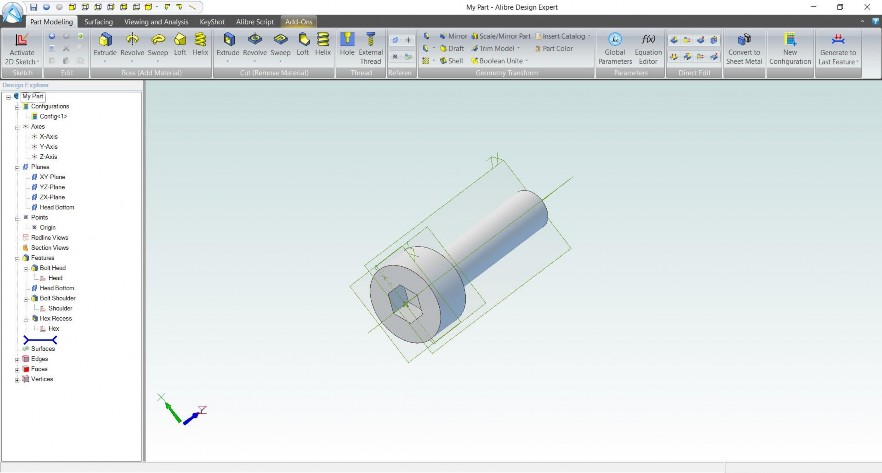 My Part - Alibre Design Expert
Part Modeling Surfacing Viewing and Analysis KeyShot Alibre Script Add-Ons
Activate 2D Sketch
Sketch
Edit
Extrude Revolve Sweep Loft Helix
Boss (Add Material)
Extrude Revolve Sweep Loft Helix
Cut (Remove Material)
Hole External Thread
Thread
Referen
Mirror Scale/Mirror Part Insert Catalog
Draft Trim Model Part Color
Shell Boolean Unite
Geometry Transform
Global Parameters f(x) Equation Editor
Parameters
Direct Edit
Convert to Sheet Metal
New Configuration
Generate to Last Feature
Design Explorer
My Part
Configurations
Config<1>
Axes
X-Axis
Y-Axis
Z-Axis
Planes
XY-Plane
YZ-Plane
ZX-Plane
Head Bottom
Points
Origin
Redline Views
Section Views
Features
Bolt Head
Head
Head Bottom
Bolt Shoulder
Shoulder
Hex Recess
Hex
Surfaces
Edges
Faces
Vertices
X
Z